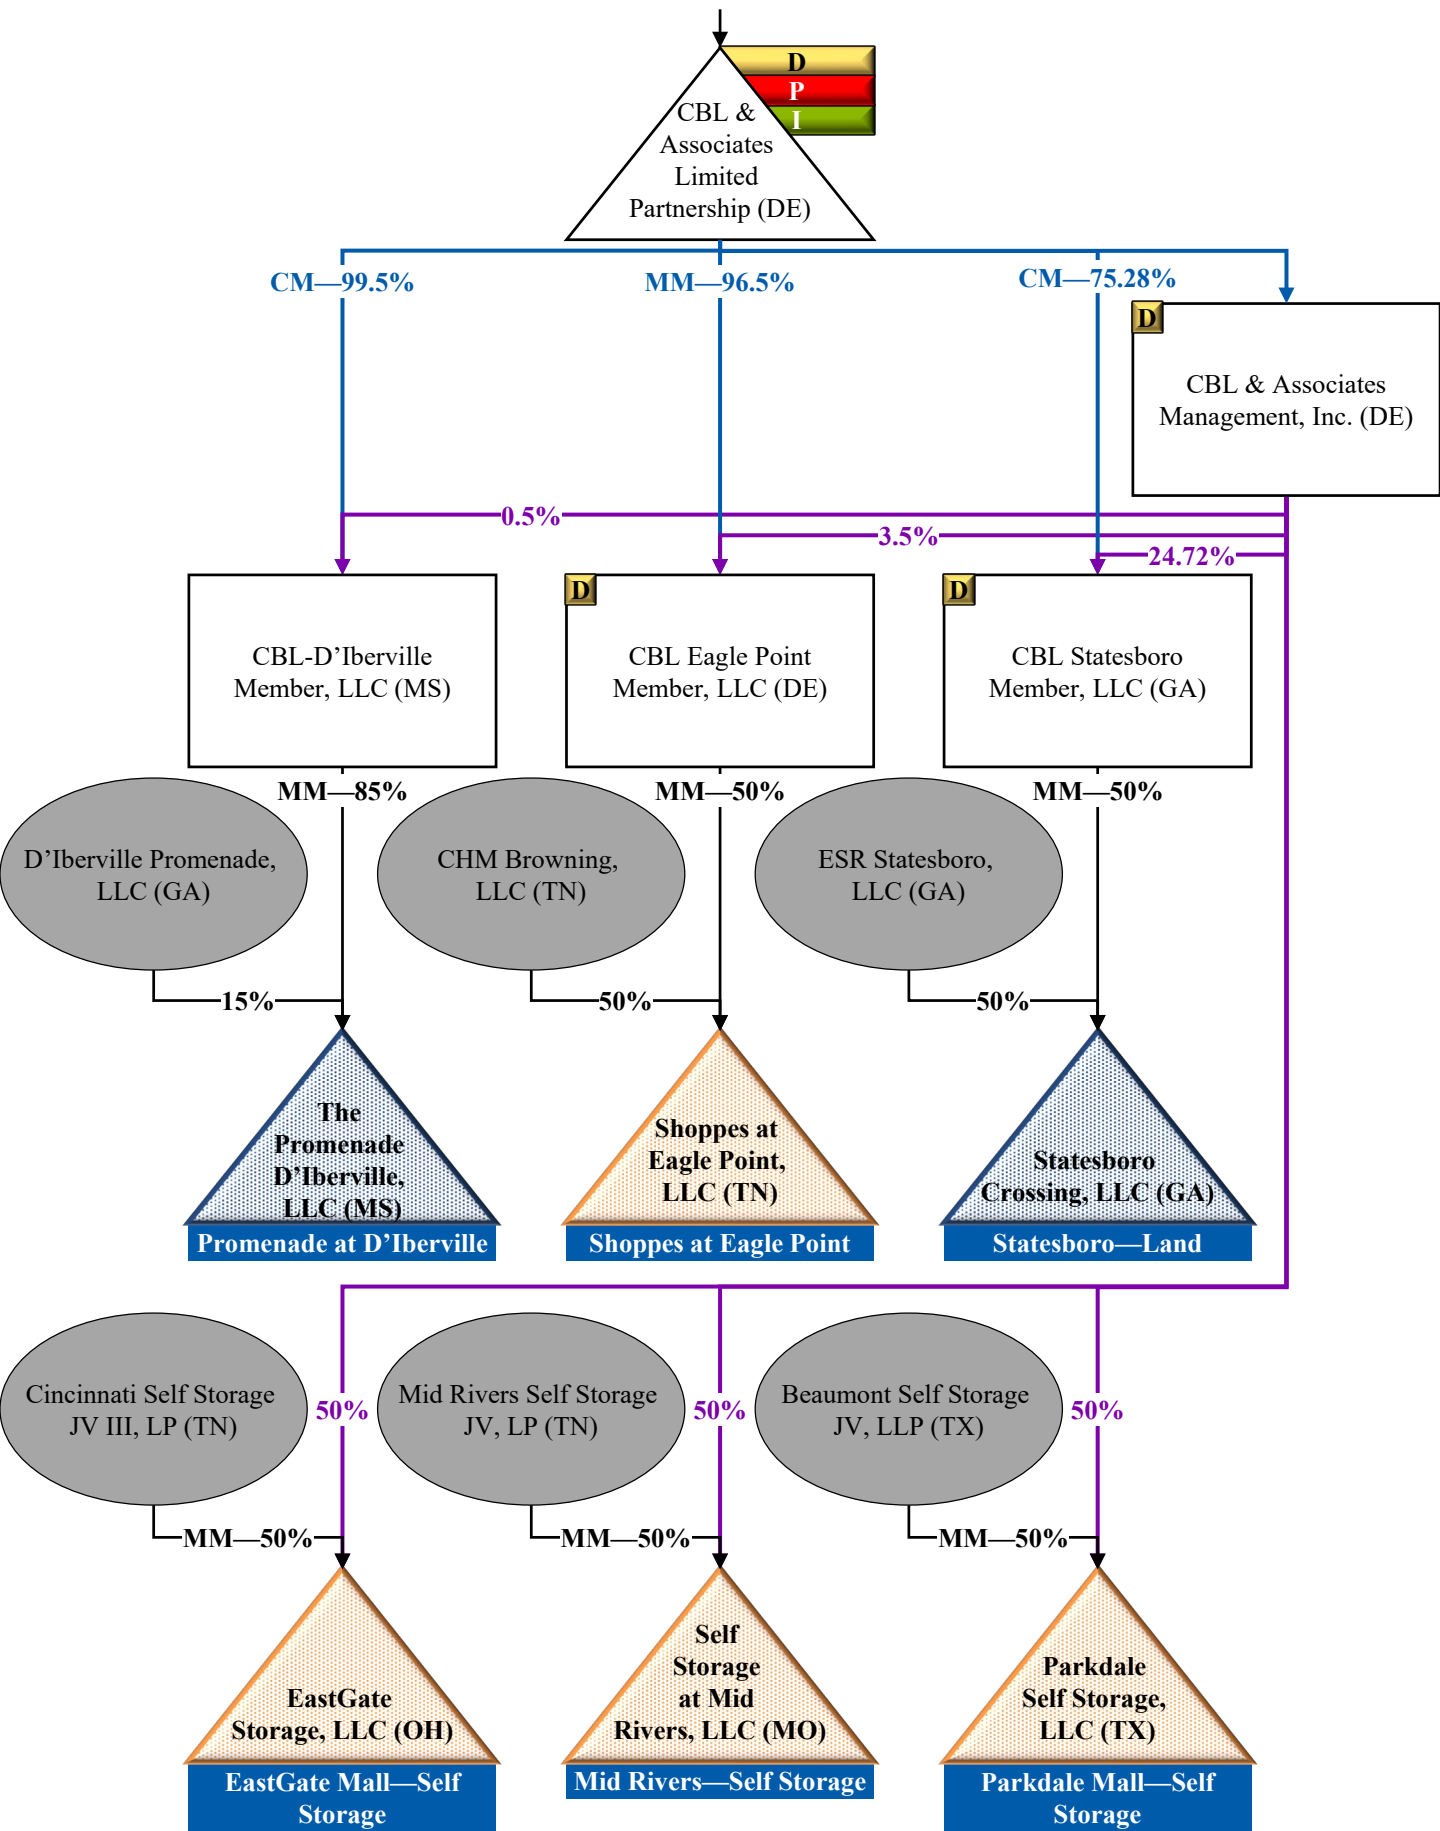 D
P
I
CBL &
Associates
Limited
Partnership (DE)
CM—99.5%
MM—96.5%
CM—75.28%
D
CBL & Associates
Management, Inc. (DE)
0.5%
3.5%
24.72%
CBL-D’Iberville
Member, LLC (MS)
D
CBL Eagle Point
Member, LLC (DE)
D
CBL Statesboro
Member, LLC (GA)
MM—85%
MM—50%
MM—50%
D’Iberville Promenade,
LLC (GA)
CHM Browning,
LLC (TN)
ESR Statesboro,
LLC (GA)
15%
50%
50%
The
Promenade
D’Iberville,
LLC (MS)
Shoppes at
Eagle Point,
LLC (TN)
Statesboro
Crossing, LLC (GA)
Promenade at D’Iberville
Shoppes at Eagle Point
Statesboro—Land
Cincinnati Self Storage
JV III, LP (TN)
50%
Mid Rivers Self Storage
JV, LP (TN)
50%
Beaumont Self Storage
JV, LLP (TX)
50%
MM—50%
MM—50%
MM—50%
EastGate
Storage, LLC (OH)
Self
Storage
at Mid
Rivers, LLC (MO)
Parkdale
Self Storage,
LLC (TX)
EastGate Mall—Self
Storage
Mid Rivers—Self Storage
Parkdale Mall—Self
Storage